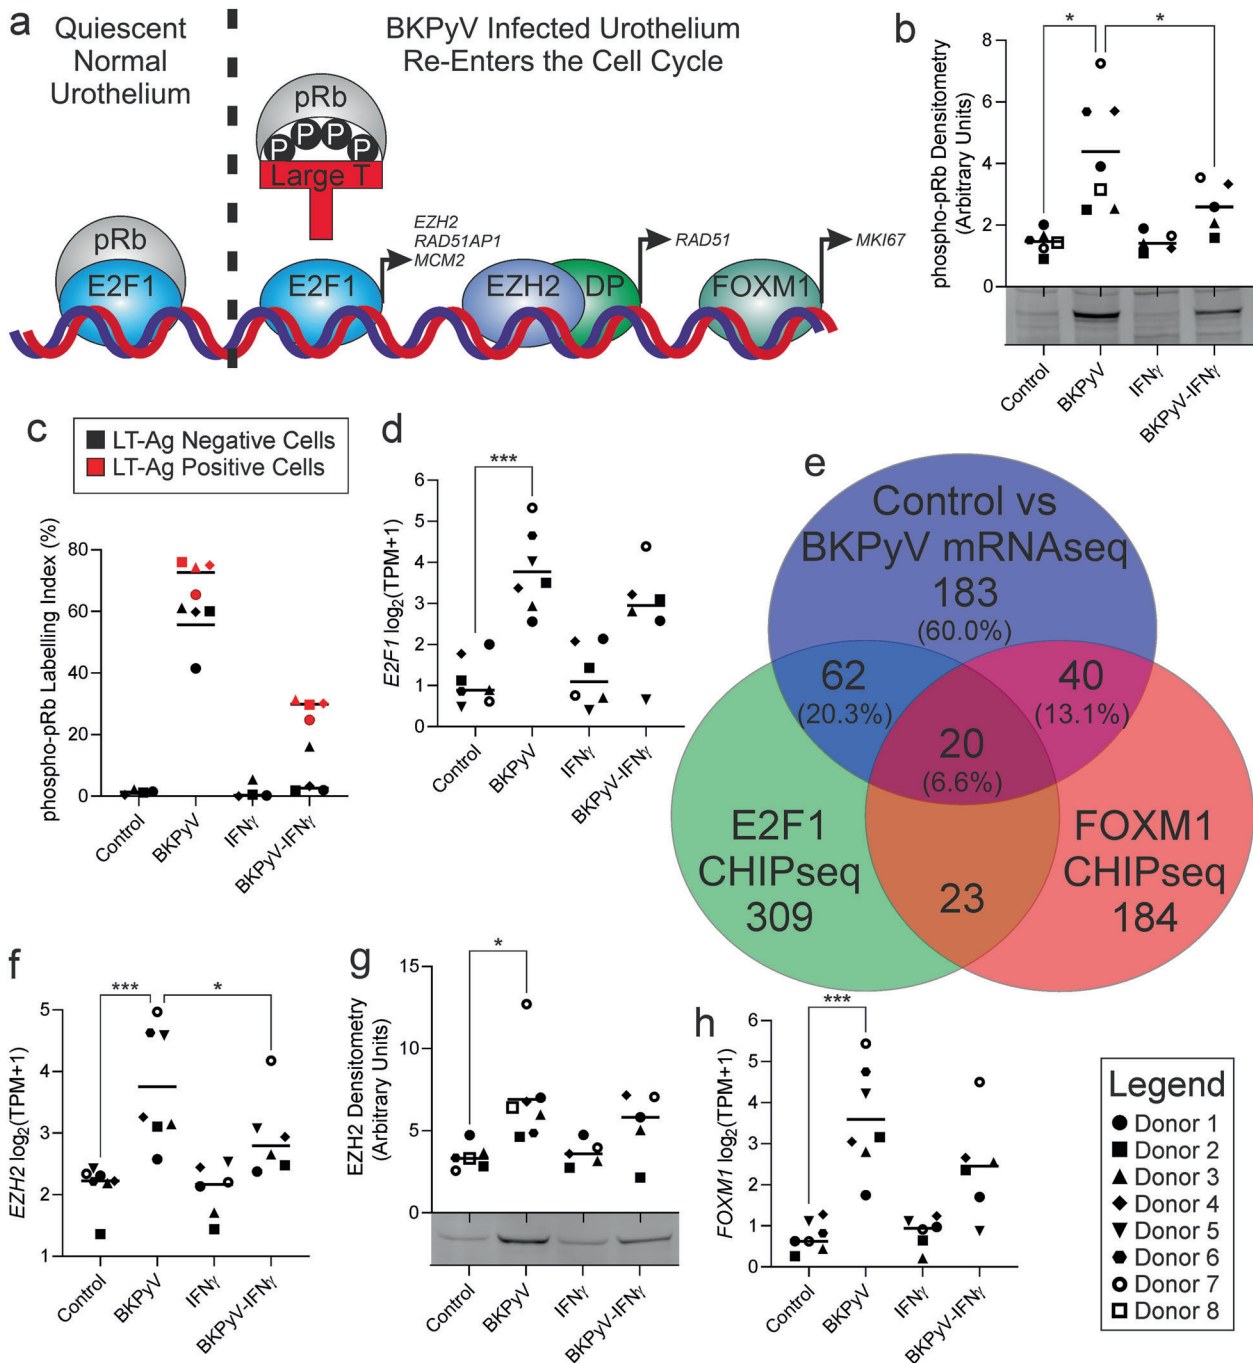 a
Quiescent
Normal
Urothelium
BKPyV Infected Urothelium
Re-Enters the Cell Cycle
pRb
P P P P
Large T
pRb
E2F1
E2F1
EZH2
RAD51AP1
MCM2
EZH2
DP
RAD51
FOXM1
MKI67
b
phospho-pRb Densitometry
(Arbitrary Units)
8
6
4
2
0
*
*
Control
BKPyV
IFNγ
BKPyV-IFNγ
c
LT-Ag Negative Cells
LT-Ag Positive Cells
phospho-pRb Labelling Index (%)
80
60
40
20
0
Control
BKPyV
IFNγ
BKPyV-IFNγ
d
E2F1 log2(TPM+1)
6
5
4
3
2
1
0
***
Control
BKPyV
IFNγ
BKPyV-IFNγ
e
Control vs
BKPyV mRNAseq
183
(60.0%)
62
(20.3%)
40
(13.1%)
20
(6.6%)
E2F1
CHIPseq
309
FOXM1
CHIPseq
184
23
f
EZH2 log2(TPM+1)
5
4
3
2
1
***
*
Control
BKPyV
IFNγ
BKPyV-IFNγ
g
EZH2 Densitometry
(Arbitrary Units)
15
10
5
0
*
Control
BKPyV
IFNγ
BKPyV-IFNγ
h
FOXM1 log2(TPM+1)
6
5
4
3
2
1
0
***
Control
BKPyV
IFNγ
BKPyV-IFNγ
Legend
Donor 1
Donor 2
Donor 3
Donor 4
Donor 5
Donor 6
Donor 7
Donor 8